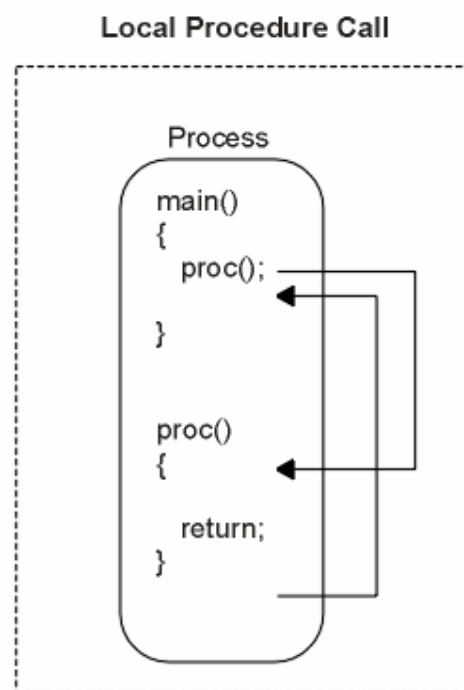 Local Procedure Call
Process
main()
{
proc();
}
proc()
{
return;
}